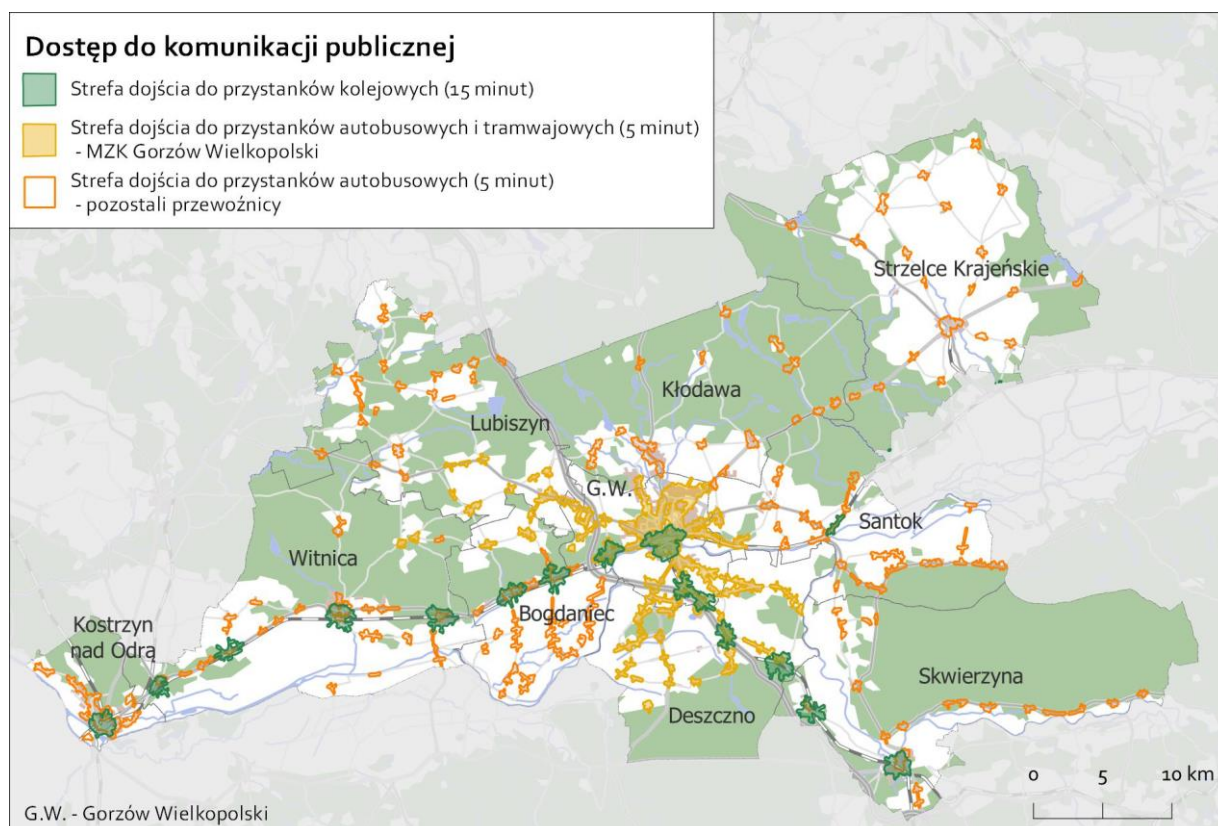 Dostęp do komunikacji publicznej
Strefa dojścia do przystanków kolejowych (15 minut)
Strefa dojścia do przystanków autobusowych i tramwajowych (5 minut)
- MZK Gorzów Wielkopolski
Strefa dojścia do przystanków autobusowych (5 minut)
- pozostali przewoźnicy
Strzelce Krajeńskie
Kłodawa
Lubiszyn
G.W.
Santok
Witnica
Bogdaniec
Kostrzyn
nad Odrą
Skwierzyna
Deszczno
0 5 10 km
G.W. - Gorzów Wielkopolski